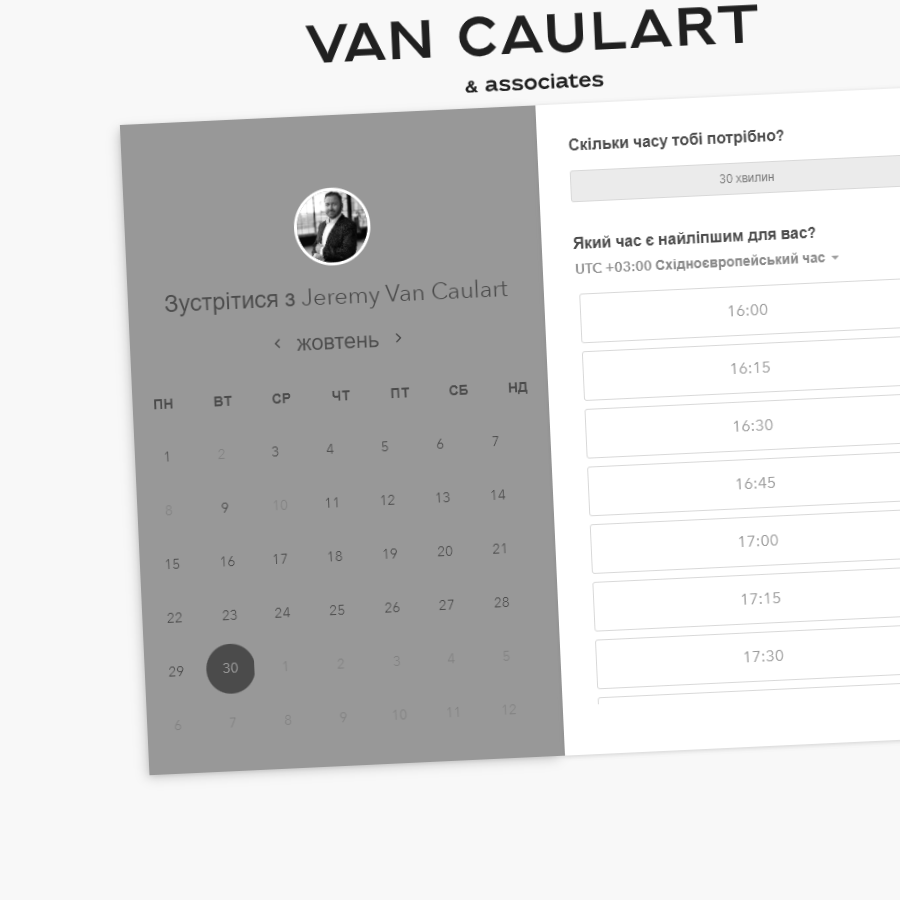 VAN CAULART
& associates
Зустрітися з Jeremy Van Caulart
‹ жовтень ›
ПН ВТ СР ЧТ ПТ СБ НД
1 2 3 4 5 6 7
8 9 10 11 12 13 14
15 16 17 18 19 20 21
22 23 24 25 26 27 28
29 30 1 2 3 4 5
6 7 8 9 10 11 12
Скільки часу тобі потрібно?
30 хвилин
Який час є найліпшим для вас?
UTC +03:00 Східноєвропейський час
16:00
16:15
16:30
16:45
17:00
17:15
17:30